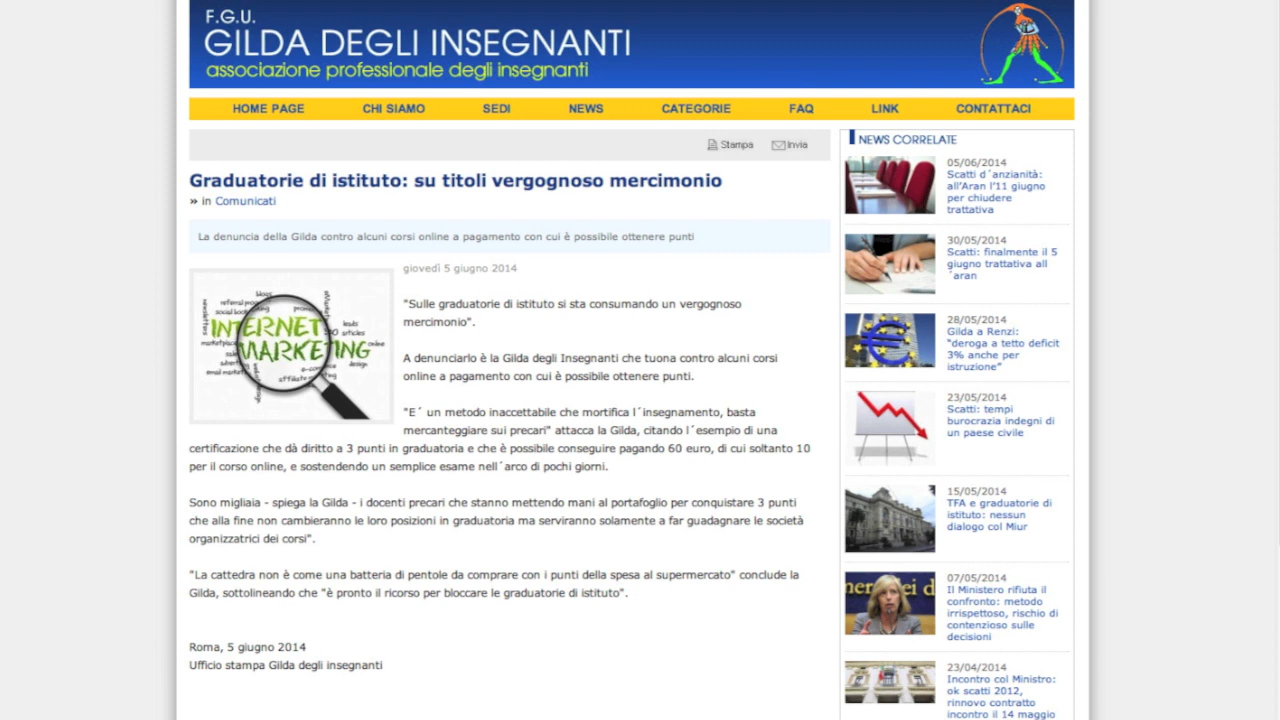 F.G.U.
GILDA DEGLI INSEGNANTI
associazione professionale degli insegnanti
HOME PAGE CHI SIAMO SEDI NEWS CATEGORIE FAQ LINK CONTATTACI
Stampa Invia
Graduatorie di istituto: su titoli vergognoso mercimonio
» in Comunicati
La denuncia della Gilda contro alcuni corsi online a pagamento con cui è possibile ottenere punti
INTERNET
MARKETING
giovedì 5 giugno 2014
"Sulle graduatorie di istituto si sta consumando un vergognoso
mercimonio".
A denunciarlo è la Gilda degli Insegnanti che tuona contro alcuni corsi
online a pagamento con cui è possibile ottenere punti.
"E´ un metodo inaccettabile che mortifica l´insegnamento, basta
mercanteggiare sui precari" attacca la Gilda, citando l´esempio di una
certificazione che dà diritto a 3 punti in graduatoria e che è possibile conseguire pagando 60 euro, di cui soltanto 10
per il corso online, e sostendendo un semplice esame nell´arco di pochi giorni.
Sono migliaia - spiega la Gilda - i docenti precari che stanno mettendo mani al portafoglio per conquistare 3 punti
che alla fine non cambieranno le loro posizioni in graduatoria ma serviranno solamente a far guadagnare le società
organizzatrici dei corsi".
"La cattedra non è come una batteria di pentole da comprare con i punti della spesa al supermercato" conclude la
Gilda, sottolineando che "è pronto il ricorso per bloccare le graduatorie di istituto".
Roma, 5 giugno 2014
Ufficio stampa Gilda degli insegnanti
NEWS CORRELATE
05/06/2014
Scatti d´anzianità:
all'Aran l'11 giugno
per chiudere
trattativa
30/05/2014
Scatti: finalmente il 5
giugno trattativa all
´aran
28/05/2014
Gilda a Renzi:
"deroga a tetto deficit
3% anche per
istruzione"
23/05/2014
Scatti: tempi
burocrazia indegni di
un paese civile
15/05/2014
TFA e graduatorie di
istituto: nessun
dialogo col Miur
07/05/2014
Il Ministero rifiuta il
confronto: metodo
irrispettoso, rischio di
contenzioso sulle
decisioni
23/04/2014
Incontro col Ministro:
ok scatti 2012,
rinnovo contratto
incontro il 14 maggio